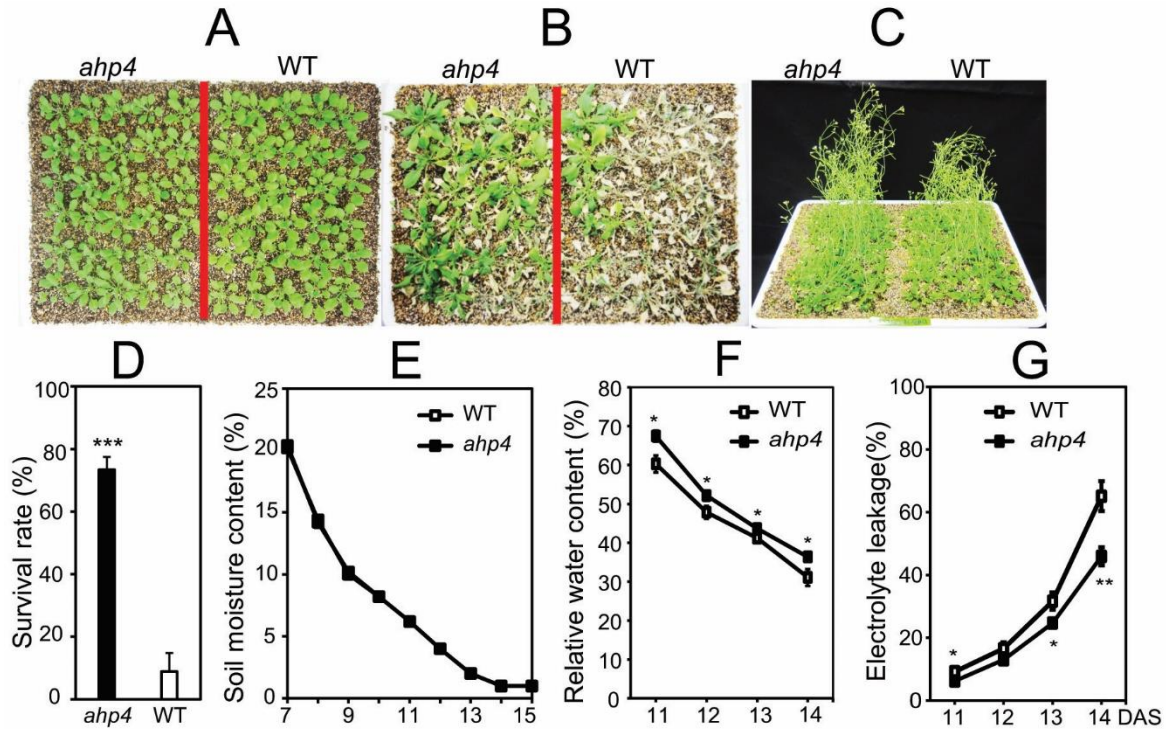 A
B
C
ahp4 WT
ahp4 WT
ahp4 WT
D
E
F
G
Survival rate (%)
100
80
60
40
20
0
***
ahp4 WT
Soil moisture content (%)
25
20
15
10
5
0
WT
ahp4
7 9 11 13 15
Relative water content (%)
80
70
60
50
40
30
20
10
0
WT
ahp4
* * * *
11 12 13 14
Electrolyte leakage(%)
100
80
60
40
20
0
WT
ahp4
* * **
11 12 13 14 DAS